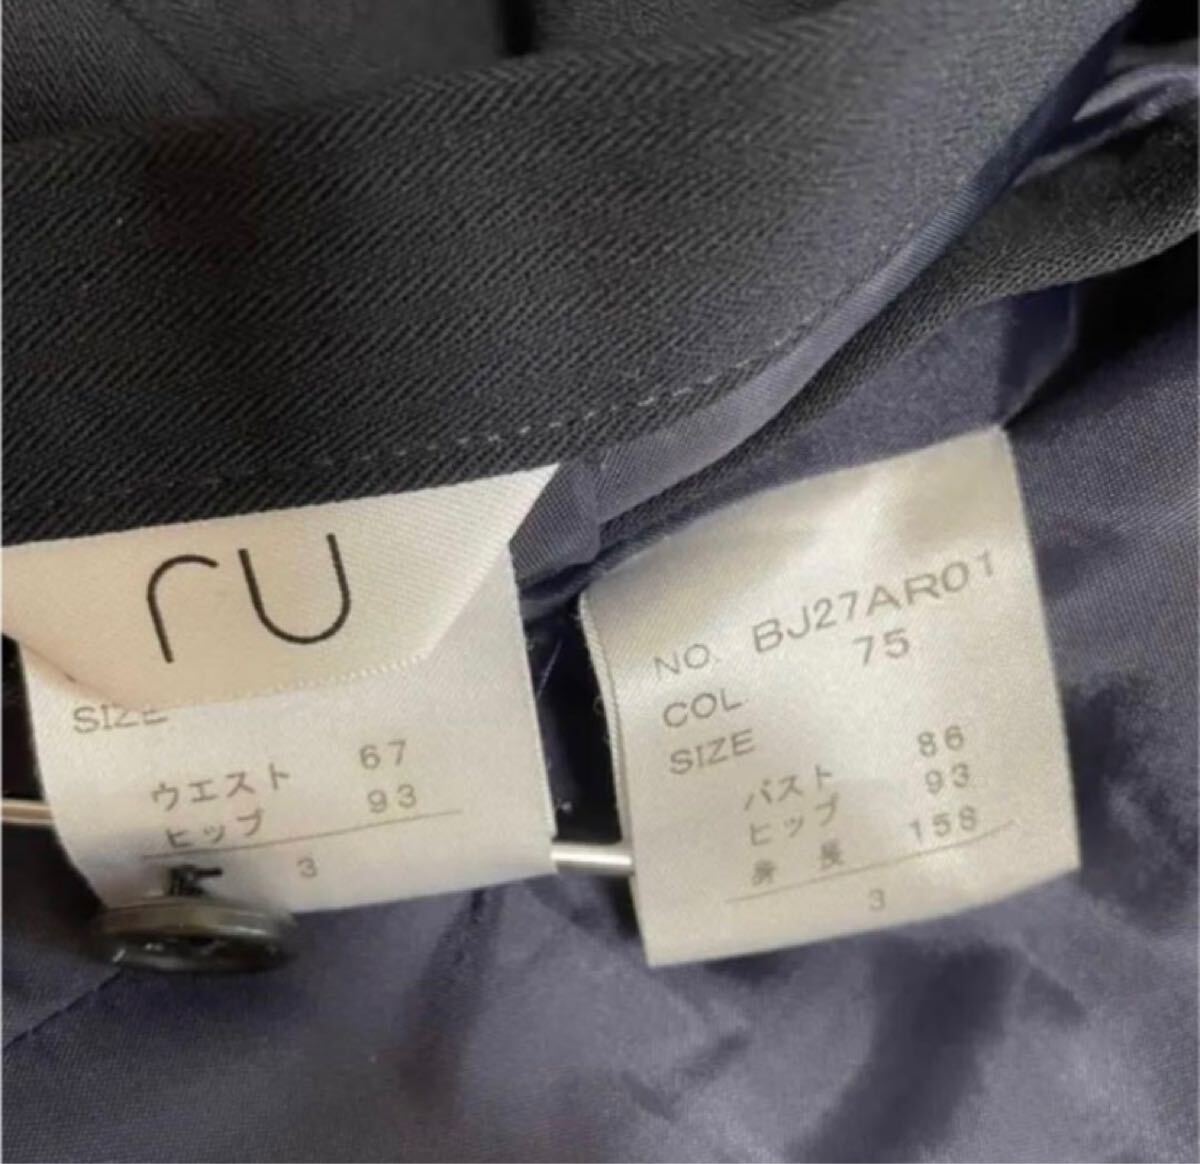 ru
SIZE
ウエスト 67
ヒップ 93
3
NO. BJ27AR01
COL 75
SIZE
バスト 86
ヒップ 93
身長 158
3